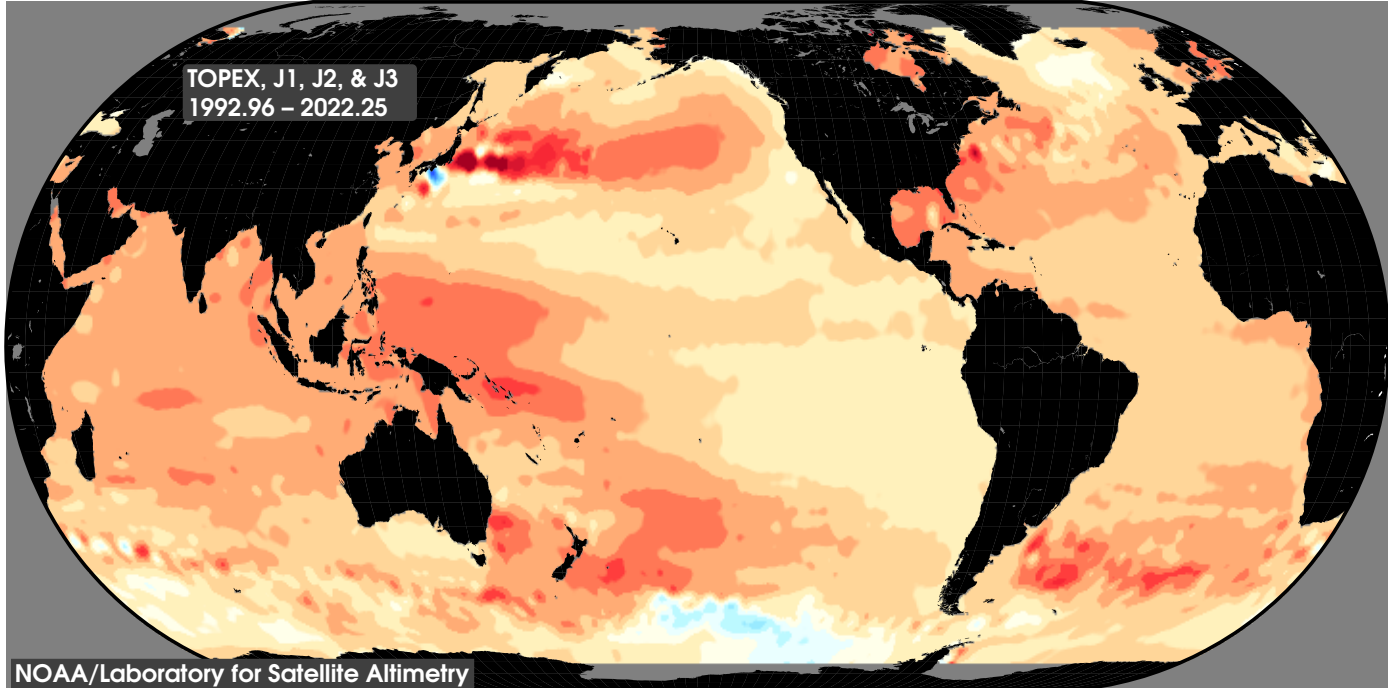 TOPEX, J1, J2, & J3
1992.96 – 2022.25
NOAA/Laboratory for Satellite Altimetry